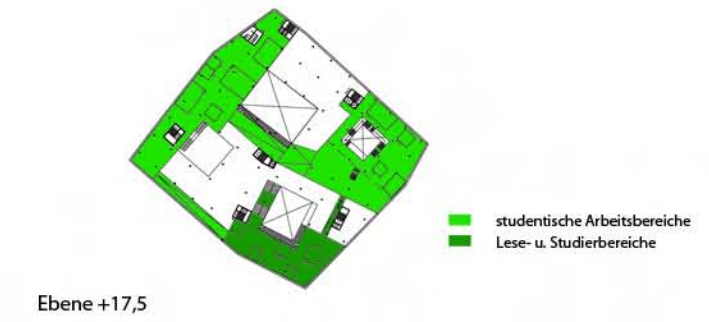 studentische Arbeitsbereiche
Lese- u. Studierbereiche
Ebene +17,5